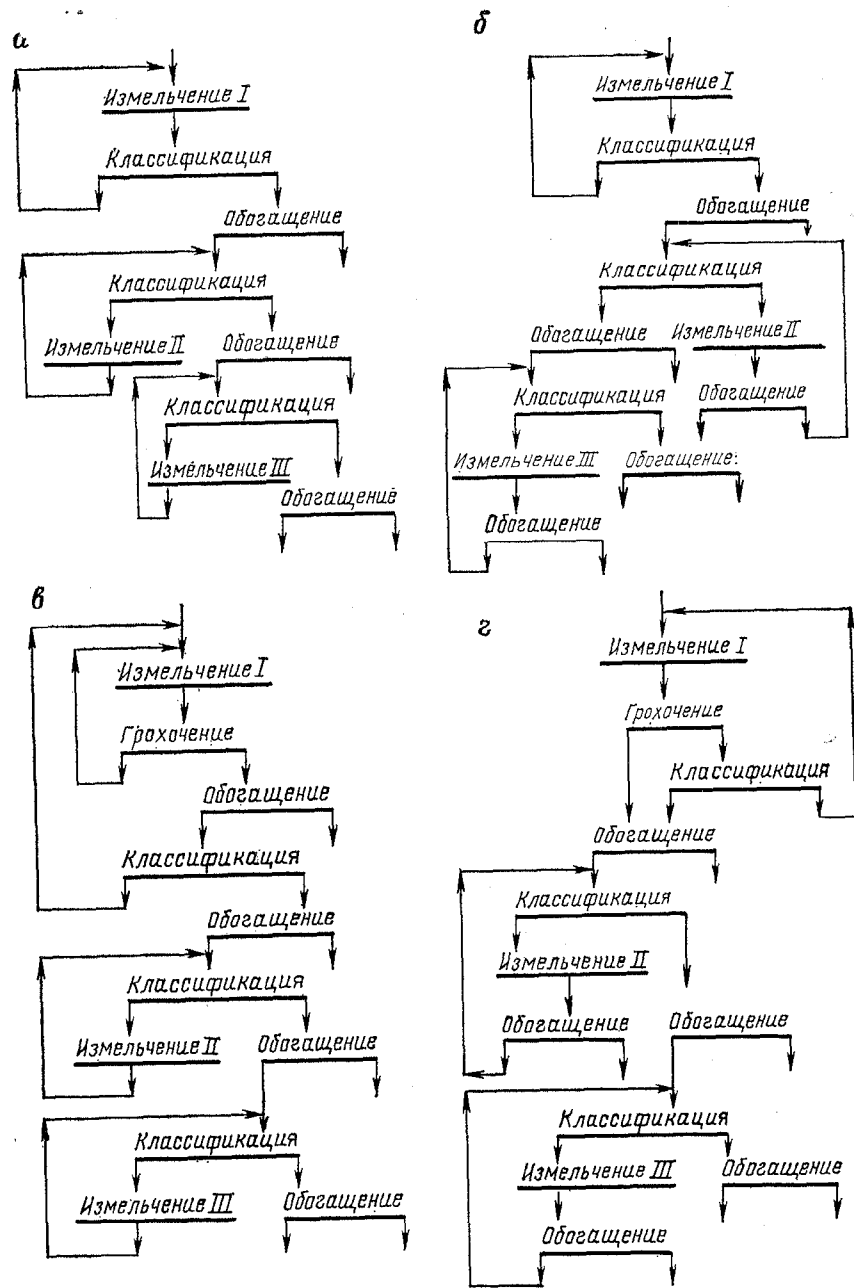 а
Измельчение I
Классификация
Обогащение
Классификация
Измельчение II
Обогащение
Классификация
Измельчение III
Обогащение
б
Измельчение I
Классификация
Обогащение
Классификация
Обогащение
Измельчение II
Классификация
Обогащение
Измельчение III
Обогащение
Обогащение
в
Измельчение I
Грохочение
Обогащение
Классификация
Обогащение
Классификация
Измельчение II
Обогащение
Классификация
Измельчение III
Обогащение
г
Измельчение I
Грохочение
Классификация
Обогащение
Классификация
Измельчение II
Обогащение
Обогащение
Классификация
Измельчение III
Обогащение
Обогащение